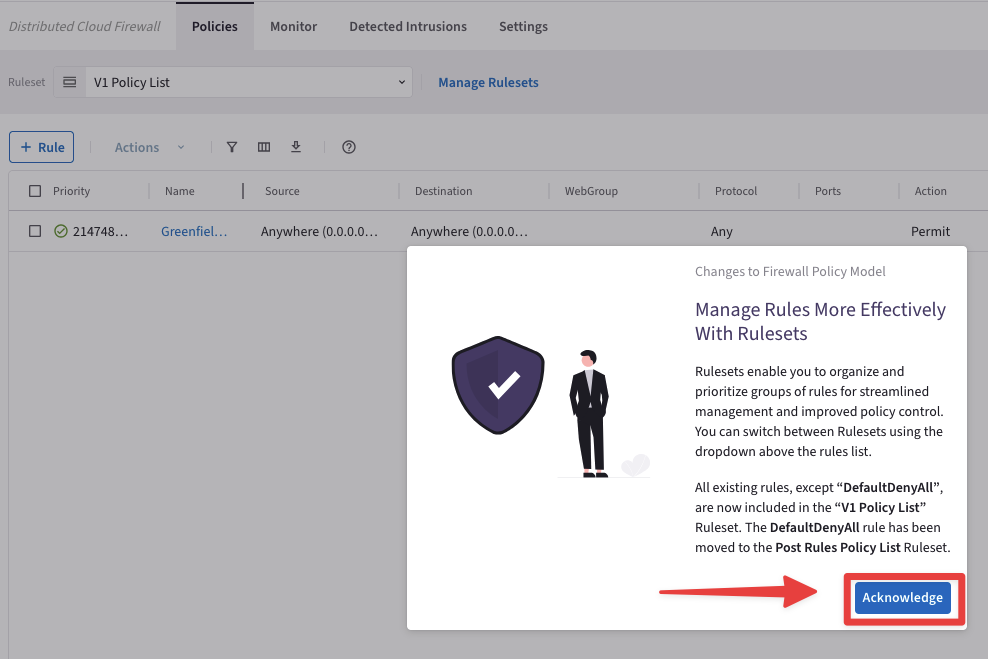 Distributed Cloud Firewall
Policies
Monitor
Detected Intrusions
Settings
Ruleset
V1 Policy List
Manage Rulesets
+ Rule
Actions
Priority
Name
Source
Destination
WebGroup
Protocol
Ports
Action
214748...
Greenfiel...
Anywhere (0.0.0.0...
Anywhere (0.0.0.0...
Any
Permit
Changes to Firewall Policy Model
Manage Rules More Effectively
With Rulesets
Rulesets enable you to organize and
prioritize groups of rules for streamlined
management and improved policy control.
You can switch between Rulesets using the
dropdown above the rules list.
All existing rules, except “DefaultDenyAll”,
are now included in the “V1 Policy List”
Ruleset. The DefaultDenyAll rule has been
moved to the Post Rules Policy List Ruleset.
Acknowledge